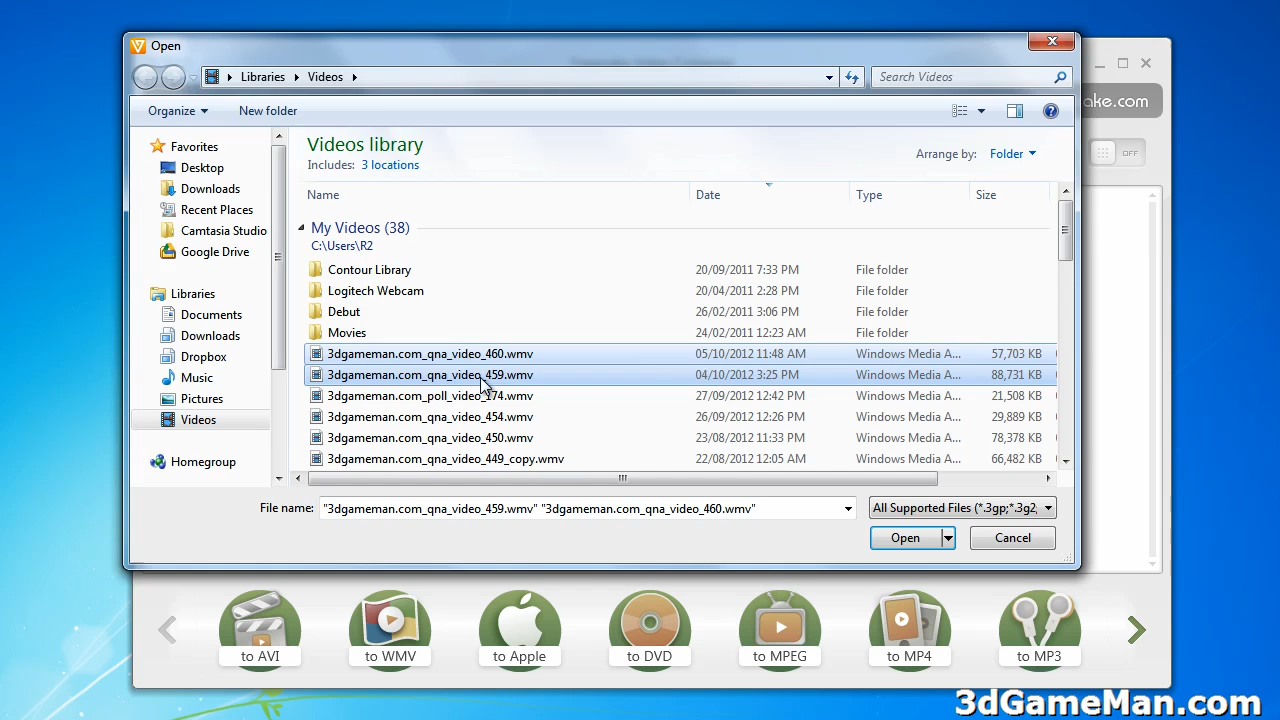 Open
Libraries
Videos
Search Videos
ake.com
Organize
New folder
OFF
Favorites
Desktop
Downloads
Recent Places
Camtasia Studio
Google Drive
Libraries
Documents
Downloads
Dropbox
Music
Pictures
Videos
Homegroup
Videos library
Includes: 3 locations
Arrange by: Folder
Name Date Type Size
My Videos (38)
C:\Users\R2
Contour Library 20/09/2011 7:33 PM File folder
Logitech Webcam 20/04/2011 2:28 PM File folder
Debut 26/02/2011 3:06 PM File folder
Movies 24/02/2011 12:23 AM File folder
3dgameman.com_qna_video_460.wmv 05/10/2012 11:48 AM Windows Media A... 57,703 KB
3dgameman.com_qna_video_459.wmv 04/10/2012 3:25 PM Windows Media A... 88,731 KB
3dgameman.com_poll_video_174.wmv 27/09/2012 12:42 PM Windows Media A... 21,508 KB
3dgameman.com_qna_video_454.wmv 26/09/2012 12:26 PM Windows Media A... 29,889 KB
3dgameman.com_qna_video_450.wmv 23/08/2012 11:33 PM Windows Media A... 78,378 KB
3dgameman.com_qna_video_449_copy.wmv 22/08/2012 12:05 AM Windows Media A... 66,482 KB
File name: "3dgameman.com_qna_video_459.wmv" "3dgameman.com_qna_video_460.wmv"
All Supported Files (*.3gp;*.3g2,
Open
Cancel
to AVI
to WMV
to Apple
to DVD
to MPEG
to MP4
to MP3
3dGameMan.com